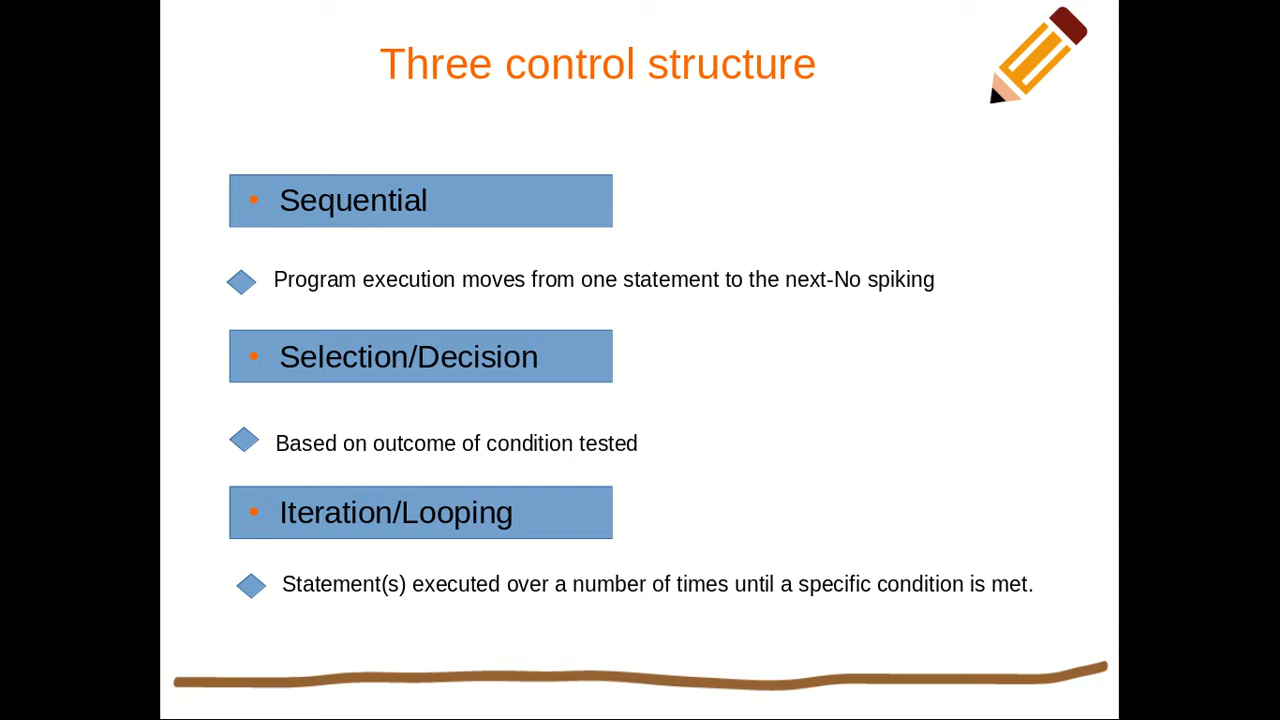 Three control structure
• Sequential
Program execution moves from one statement to the next-No spiking
• Selection/Decision
Based on outcome of condition tested
• Iteration/Looping
Statement(s) executed over a number of times until a specific condition is met.